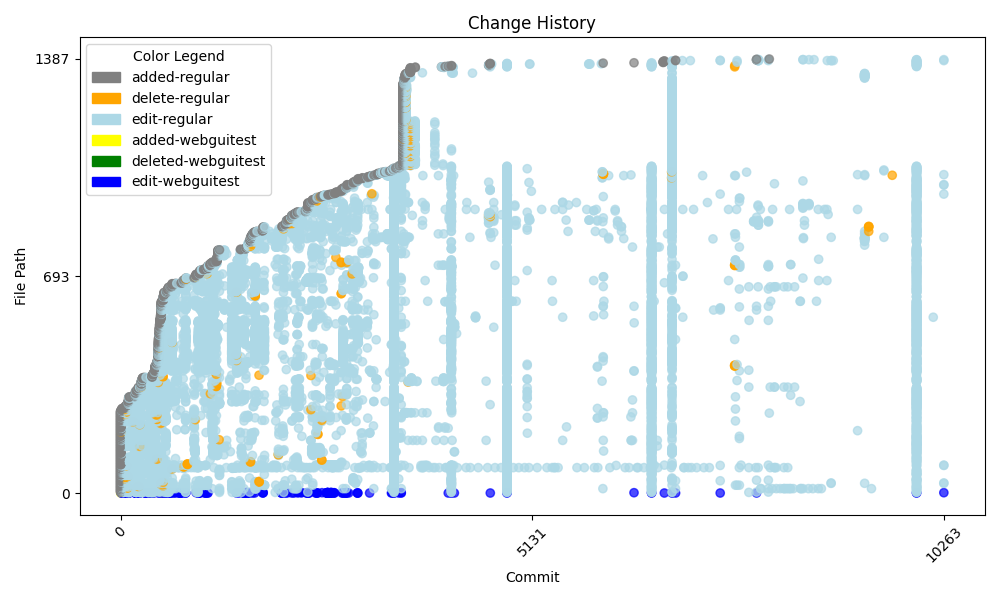 Change History
Color Legend
added-regular
delete-regular
edit-regular
added-webguitest
deleted-webguitest
edit-webguitest
1387
693
0
File Path
0
5131
10263
Commit